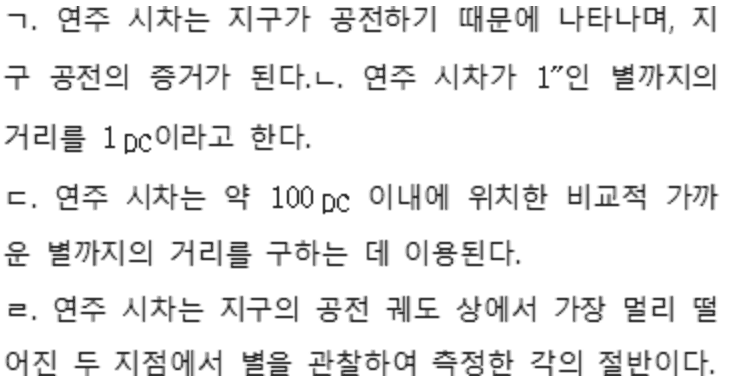 ㄱ. 연주 시차는 지구가 공전하기 때문에 나타나며, 지
구 공전의 증거가 된다.ㄴ. 연주 시차가 1″인 별까지의
거리를 1pc이라고 한다.
ㄷ. 연주 시차는 약 100pc 이내에 위치한 비교적 가까
운 별까지의 거리를 구하는 데 이용된다.
ㄹ. 연주 시차는 지구의 공전 궤도 상에서 가장 멀리 떨
어진 두 지점에서 별을 관찰하여 측정한 각의 절반이다.